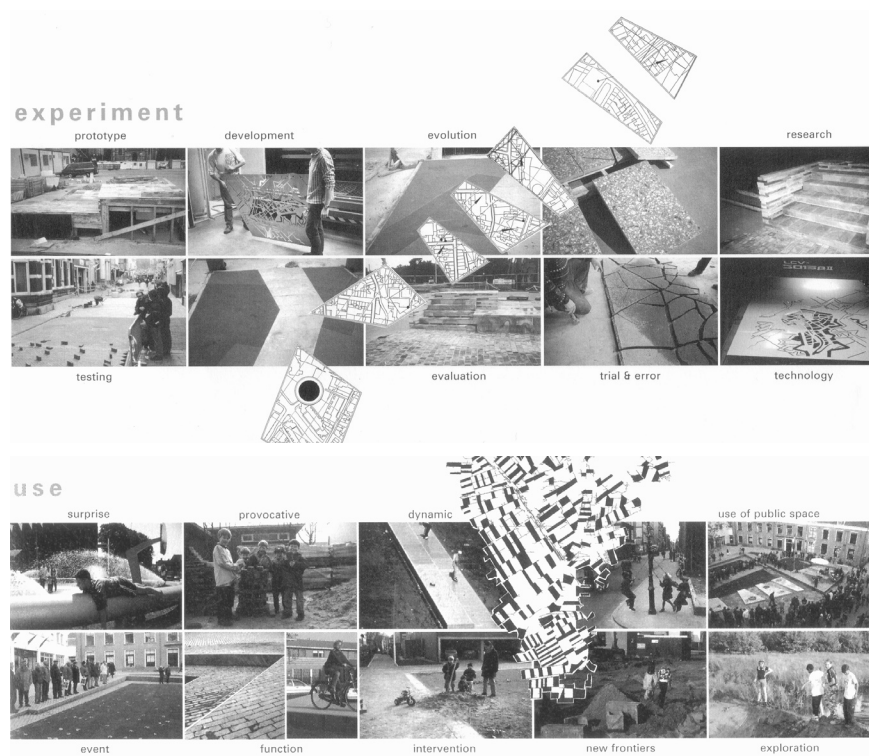 experiment
prototype development evolution research
testing evaluation trial & error technology
use
surprise provocative dynamic use of public space
event function intervention new frontiers exploration